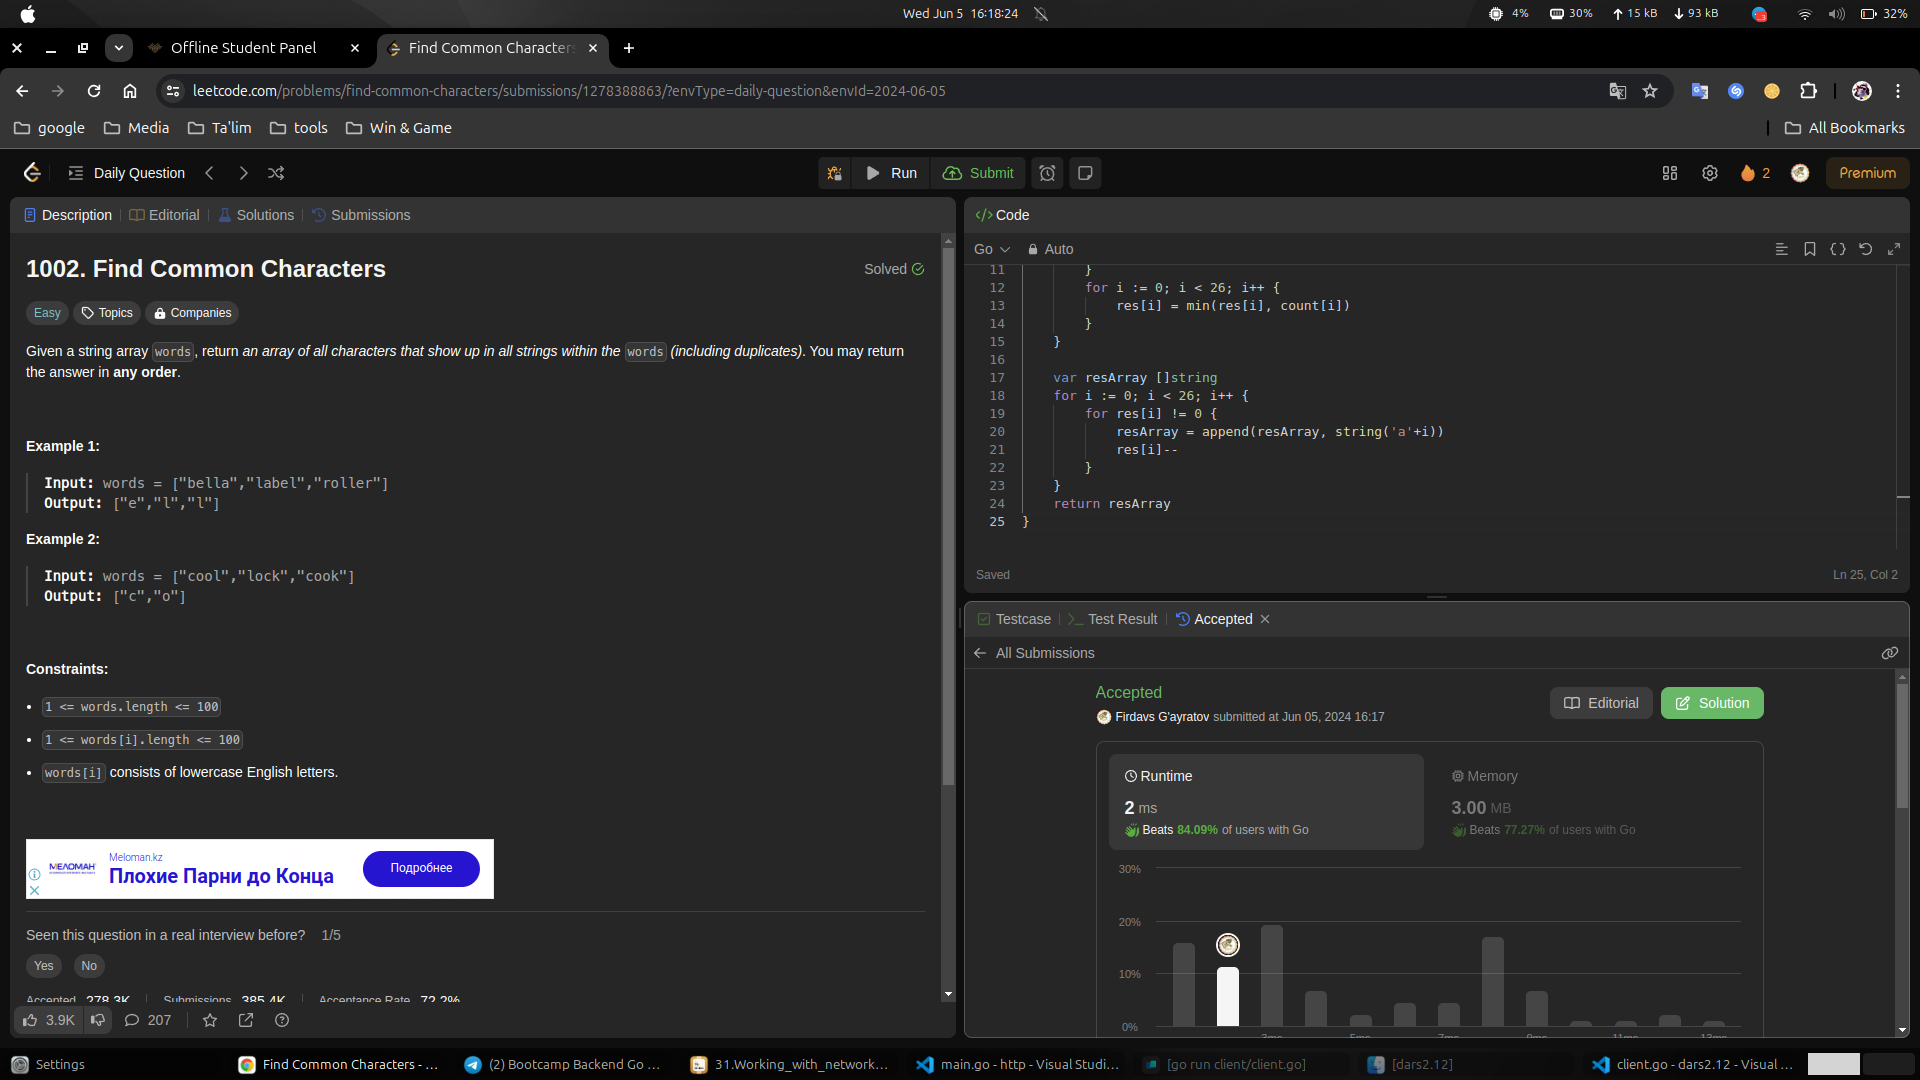 Wed Jun 5 16:18:24
4%
30%
15 kB
93 kB
32%
Offline Student Panel
Find Common Characters
leetcode.com/problems/find-common-characters/submissions/1278388863/?envType=daily-question&envId=2024-06-05
google
Media
Ta'lim
tools
Win & Game
All Bookmarks
Daily Question
Run
Submit
2
Premium
Description
Editorial
Solutions
Submissions
1002. Find Common Characters
Solved
Easy
Topics
Companies
Given a string array words, return an array of all characters that show up in all strings within the words (including duplicates). You may return
the answer in any order.
Example 1:
Input: words = ["bella","label","roller"]
Output: ["e","l","l"]
Example 2:
Input: words = ["cool","lock","cook"]
Output: ["c","o"]
Constraints:
1 <= words.length <= 100
1 <= words[i].length <= 100
words[i] consists of lowercase English letters.
Meloman.kz
МЕЛОМАН
Плохие Парни до Конца
Подробнее
Seen this question in a real interview before? 1/5
Yes
No
Accepted 278.3K
Submissions 385.4K
Acceptance Rate 72.2%
3.9K
207
Code
Go
Auto
11 }
12 for i := 0; i < 26; i++ {
13 res[i] = min(res[i], count[i])
14 }
15 }
16
17 var resArray []string
18 for i := 0; i < 26; i++ {
19 for res[i] != 0 {
20 resArray = append(resArray, string('a'+i))
21 res[i]--
22 }
23 }
24 return resArray
25 }
Saved
Ln 25, Col 2
Testcase
Test Result
Accepted
All Submissions
Accepted
Firdavs G'ayratov submitted at Jun 05, 2024 16:17
Editorial
Solution
Runtime
2 ms
Beats 84.09% of users with Go
Memory
3.00 MB
Beats 77.27% of users with Go
30%
20%
10%
0%
3ms
5ms
7ms
9ms
11ms
13ms
Settings
Find Common Characters - ...
(2) Bootcamp Backend Go ...
31.Working_with_network...
main.go - http - Visual Studi...
[go run client/client.go]
[dars2.12]
client.go - dars2.12 - Visual ...